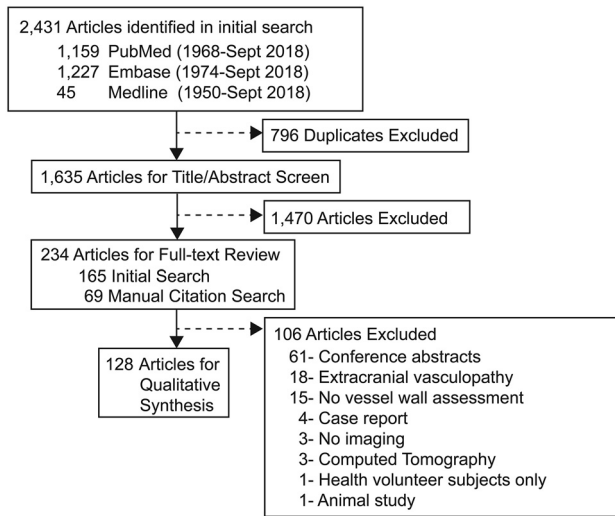 2,431 Articles identified in initial search
1,159 PubMed (1968-Sept 2018)
1,227 Embase (1974-Sept 2018)
45 Medline (1950-Sept 2018)
796 Duplicates Excluded
1,635 Articles for Title/Abstract Screen
1,470 Articles Excluded
234 Articles for Full-text Review
165 Initial Search
69 Manual Citation Search
106 Articles Excluded
61- Conference abstracts
18- Extracranial vasculopathy
15- No vessel wall assessment
4- Case report
3- No imaging
3- Computed Tomography
1- Health volunteer subjects only
1- Animal study
128 Articles for
Qualitative
Synthesis